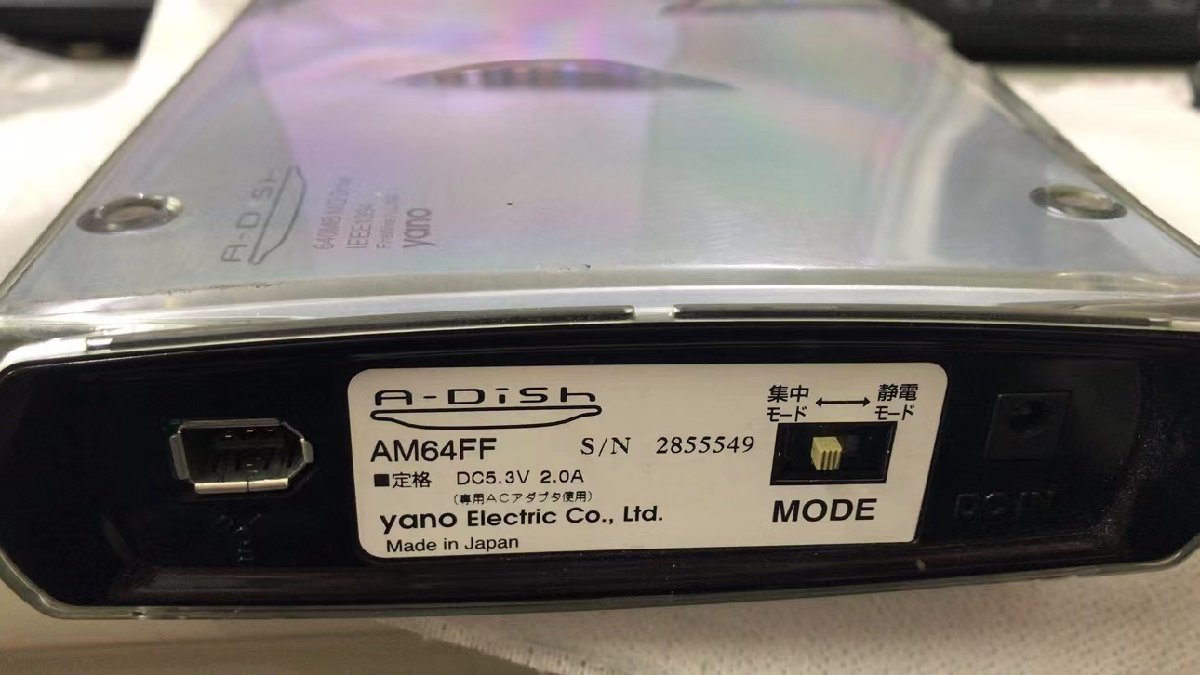 A-DiSh
640MB MO Drive
IEEE1394
yano
A-DiSh
AM64FF S/N 2855549
■定格 DC5.3V 2.0A
(専用ACアダプタ使用)
yano Electric Co., Ltd.
Made in Japan
集中 ⟷ 静電
モード モード
MODE
DC IN